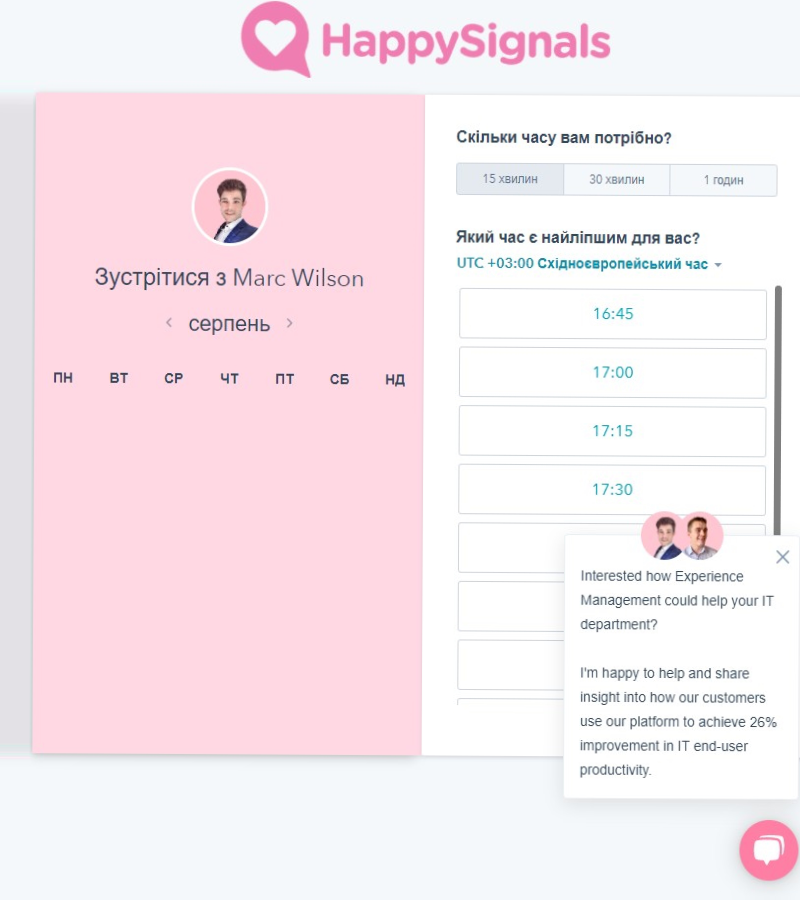 HappySignals
Зустрітися з Marc Wilson
серпень
ПН ВТ СР ЧТ ПТ СБ НД
Скільки часу вам потрібно?
15 хвилин 30 хвилин 1 годин
Який час є найліпшим для вас?
UTC +03:00 Східноєвропейський час
16:45
17:00
17:15
17:30
Interested how Experience
Management could help your IT
department?
I'm happy to help and share
insight into how our customers
use our platform to achieve 26%
improvement in IT end-user
productivity.